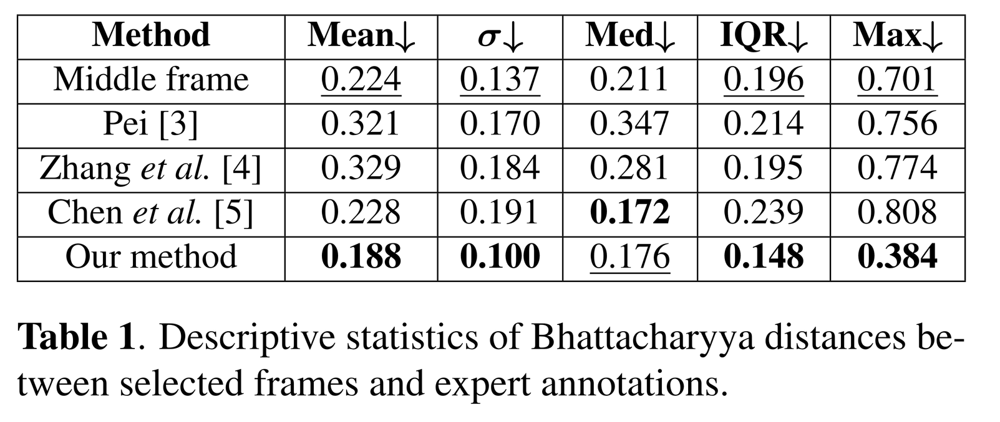 Method Mean↓ σ↓ Med↓ IQR↓ Max↓
Middle frame 0.224 0.137 0.211 0.196 0.701
Pei [3] 0.321 0.170 0.347 0.214 0.756
Zhang et al. [4] 0.329 0.184 0.281 0.195 0.774
Chen et al. [5] 0.228 0.191 0.172 0.239 0.808
Our method 0.188 0.100 0.176 0.148 0.384
Table 1. Descriptive statistics of Bhattacharyya distances be-
tween selected frames and expert annotations.